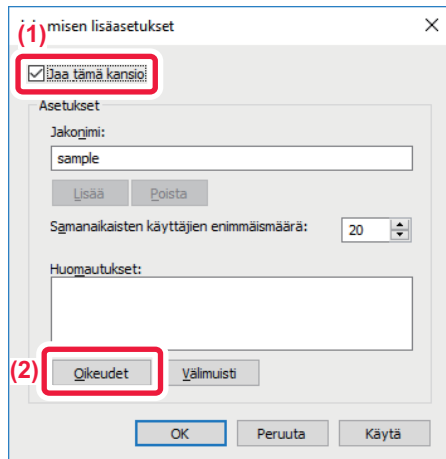 (1)
misen lisäasetukset
Jaa tämä kansio
Asetukset
Jakonimi:
sample
Lisää Poista
Samanaikaisten käyttäjien enimmäismäärä: 20
Huomautukset:
(2)
Oikeudet Välimuisti
OK Peruuta Käytä